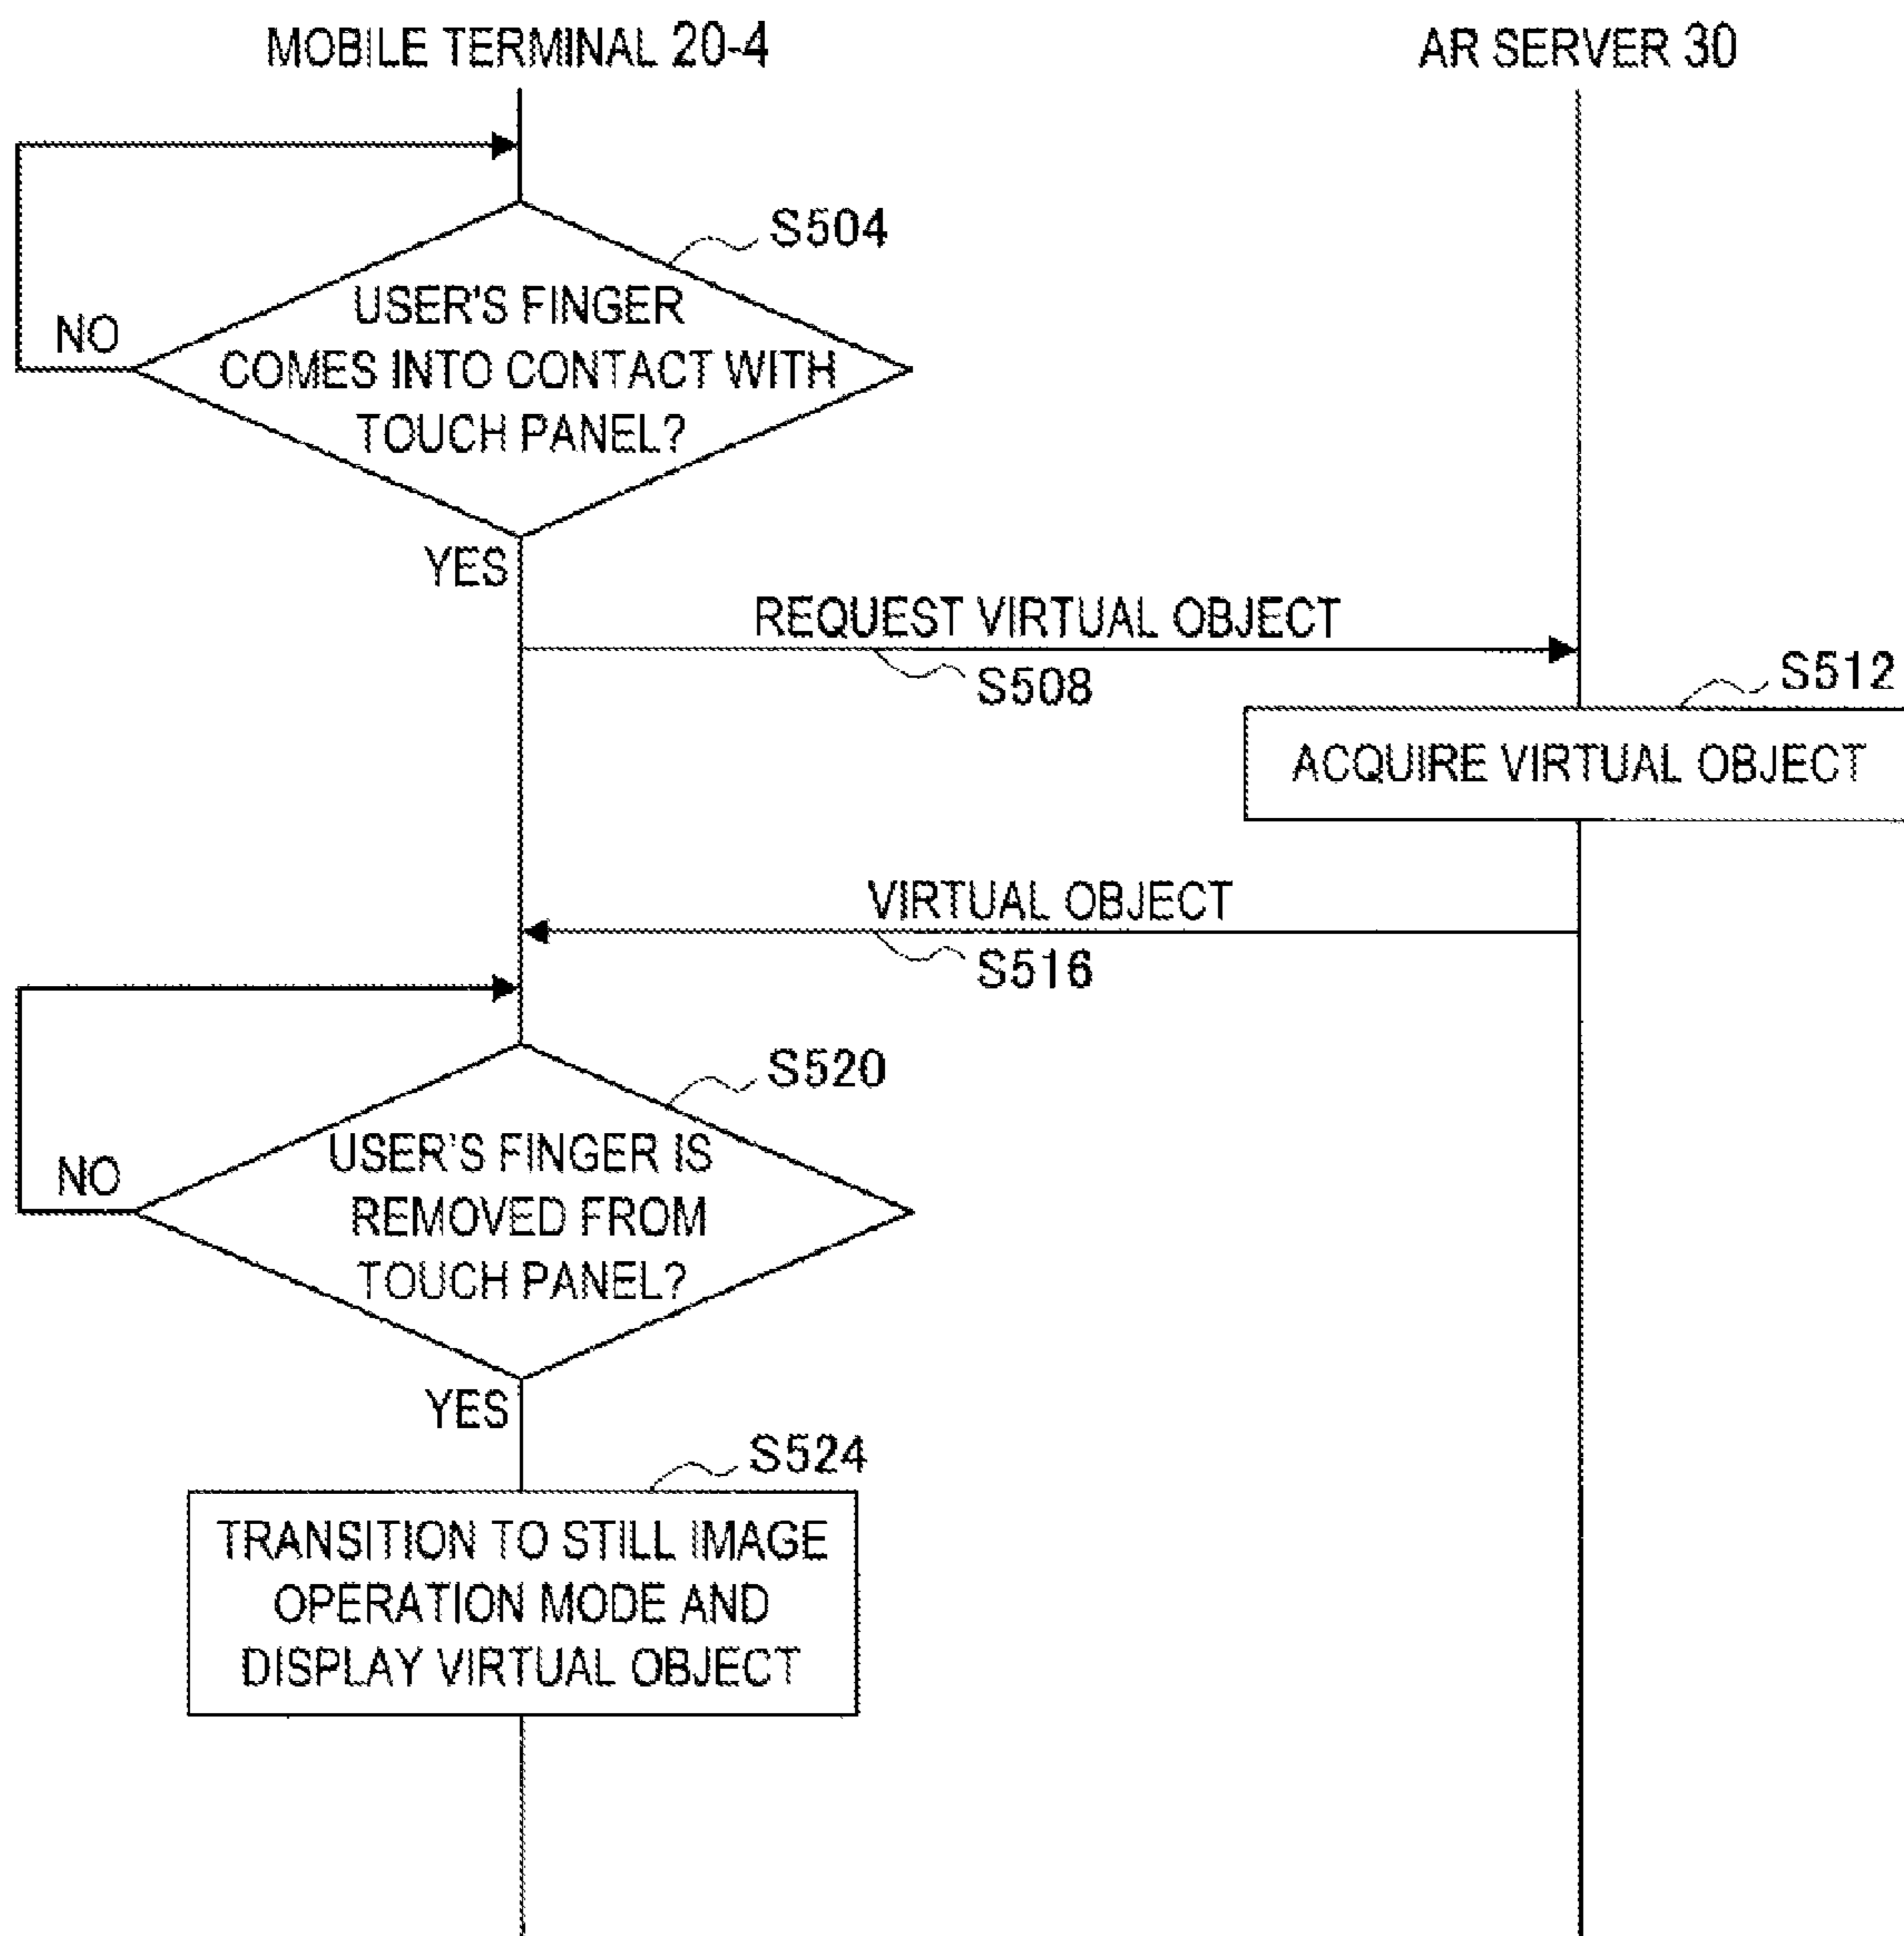 MOBILE TERMINAL 20-4
AR SERVER 30
S504
USER'S FINGER
COMES INTO CONTACT WITH
TOUCH PANEL?
NO
YES
REQUEST VIRTUAL OBJECT
S508
S512
ACQUIRE VIRTUAL OBJECT
VIRTUAL OBJECT
S516
S520
USER'S FINGER IS
REMOVED FROM
TOUCH PANEL?
NO
YES
S524
TRANSITION TO STILL IMAGE
OPERATION MODE AND
DISPLAY VIRTUAL OBJECT